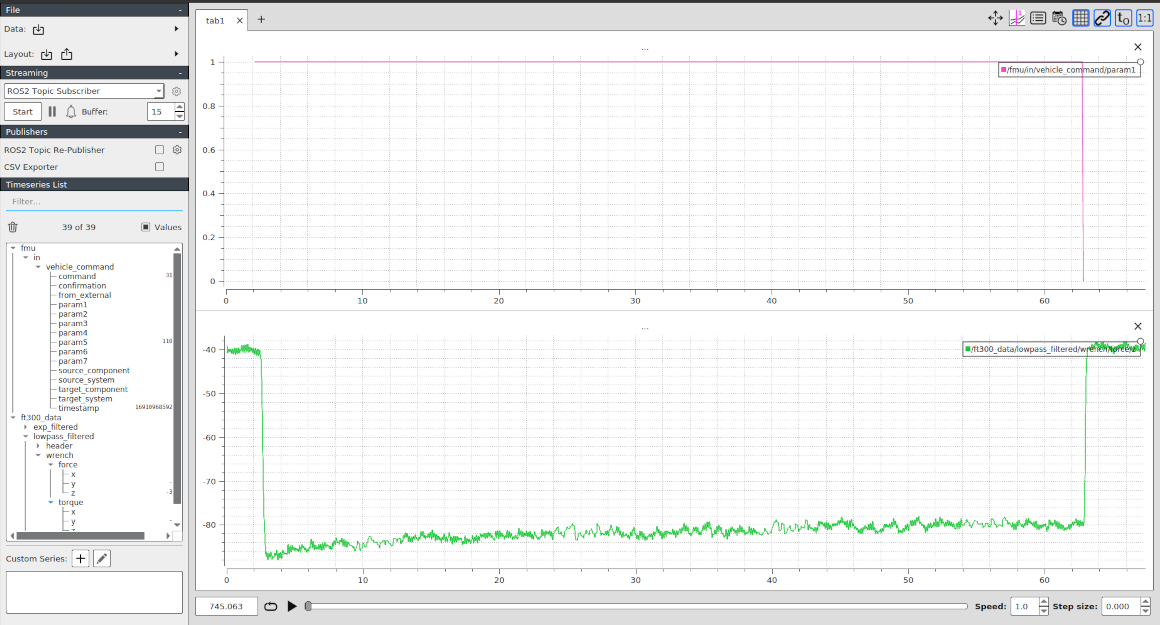 File -
tab1 × +
t₀ 1:1
Data:
Layout:
Streaming -
ROS2 Topic Subscriber
Start Buffer: 15
Publishers -
ROS2 Topic Re-Publisher
CSV Exporter
Timeseries List
Filter...
39 of 39 Values
fmu
in
vehicle_command
command 31
confirmation
from_external
param1
param2
param3
param4
param5 110
param6
param7
source_component
source_system
target_component
target_system
timestamp 16910968592
ft300_data
exp_filtered
lowpass_filtered
header
wrench
force
x
y -
z -3
torque
x
y -
Custom Series:
...
/fmu/in/vehicle_command/param1
1
0.8
0.6
0.4
0.2
0
0 10 20 30 40 50 60
...
/ft300_data/lowpass_filtered/wrench/force/z
-40
-50
-60
-70
-80
0 10 20 30 40 50 60
745.063 Speed: 1.0 Step size: 0.000